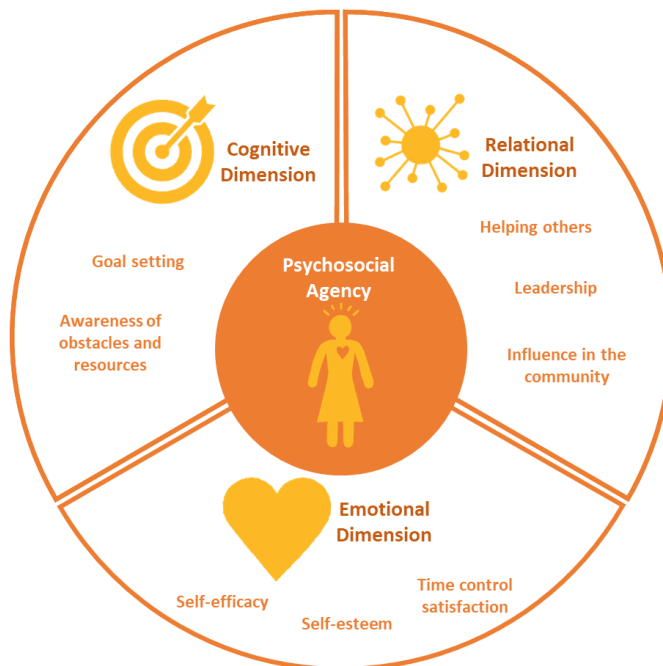 Cognitive
Dimension
Goal setting
Awareness of
obstacles and
resources
Relational
Dimension
Helping others
Leadership
Influence in the
community
Psychosocial
Agency
Emotional
Dimension
Self-efficacy
Self-esteem
Time control
satisfaction